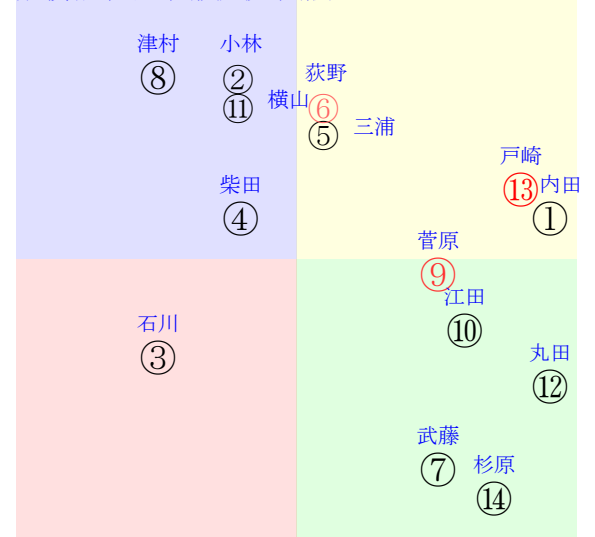 津村
小林
⑧
②
⑪
横山
荻野
⑥
⑤
三浦
戸崎
⑬
内田
①
柴田
④
菅原
⑨
江田
⑩
石川
③
丸田
⑫
武藤
⑦
杉原
⑭